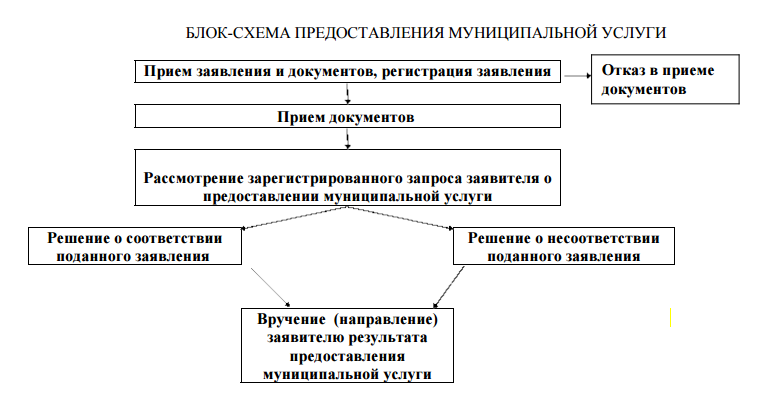 БЛОК-СХЕМА ПРЕДОСТАВЛЕНИЯ МУНИЦИПАЛЬНОЙ УСЛУГИ
Прием заявления и документов, регистрация заявления
Отказ в приеме
документов
Прием документов
Рассмотрение зарегистрированного запроса заявителя о
предоставлении муниципальной услуги
Решение о соответствии
поданного заявления
Решение о несоответствии
поданного заявления
Вручение (направление)
заявителю результата
предоставления
муниципальной услуги